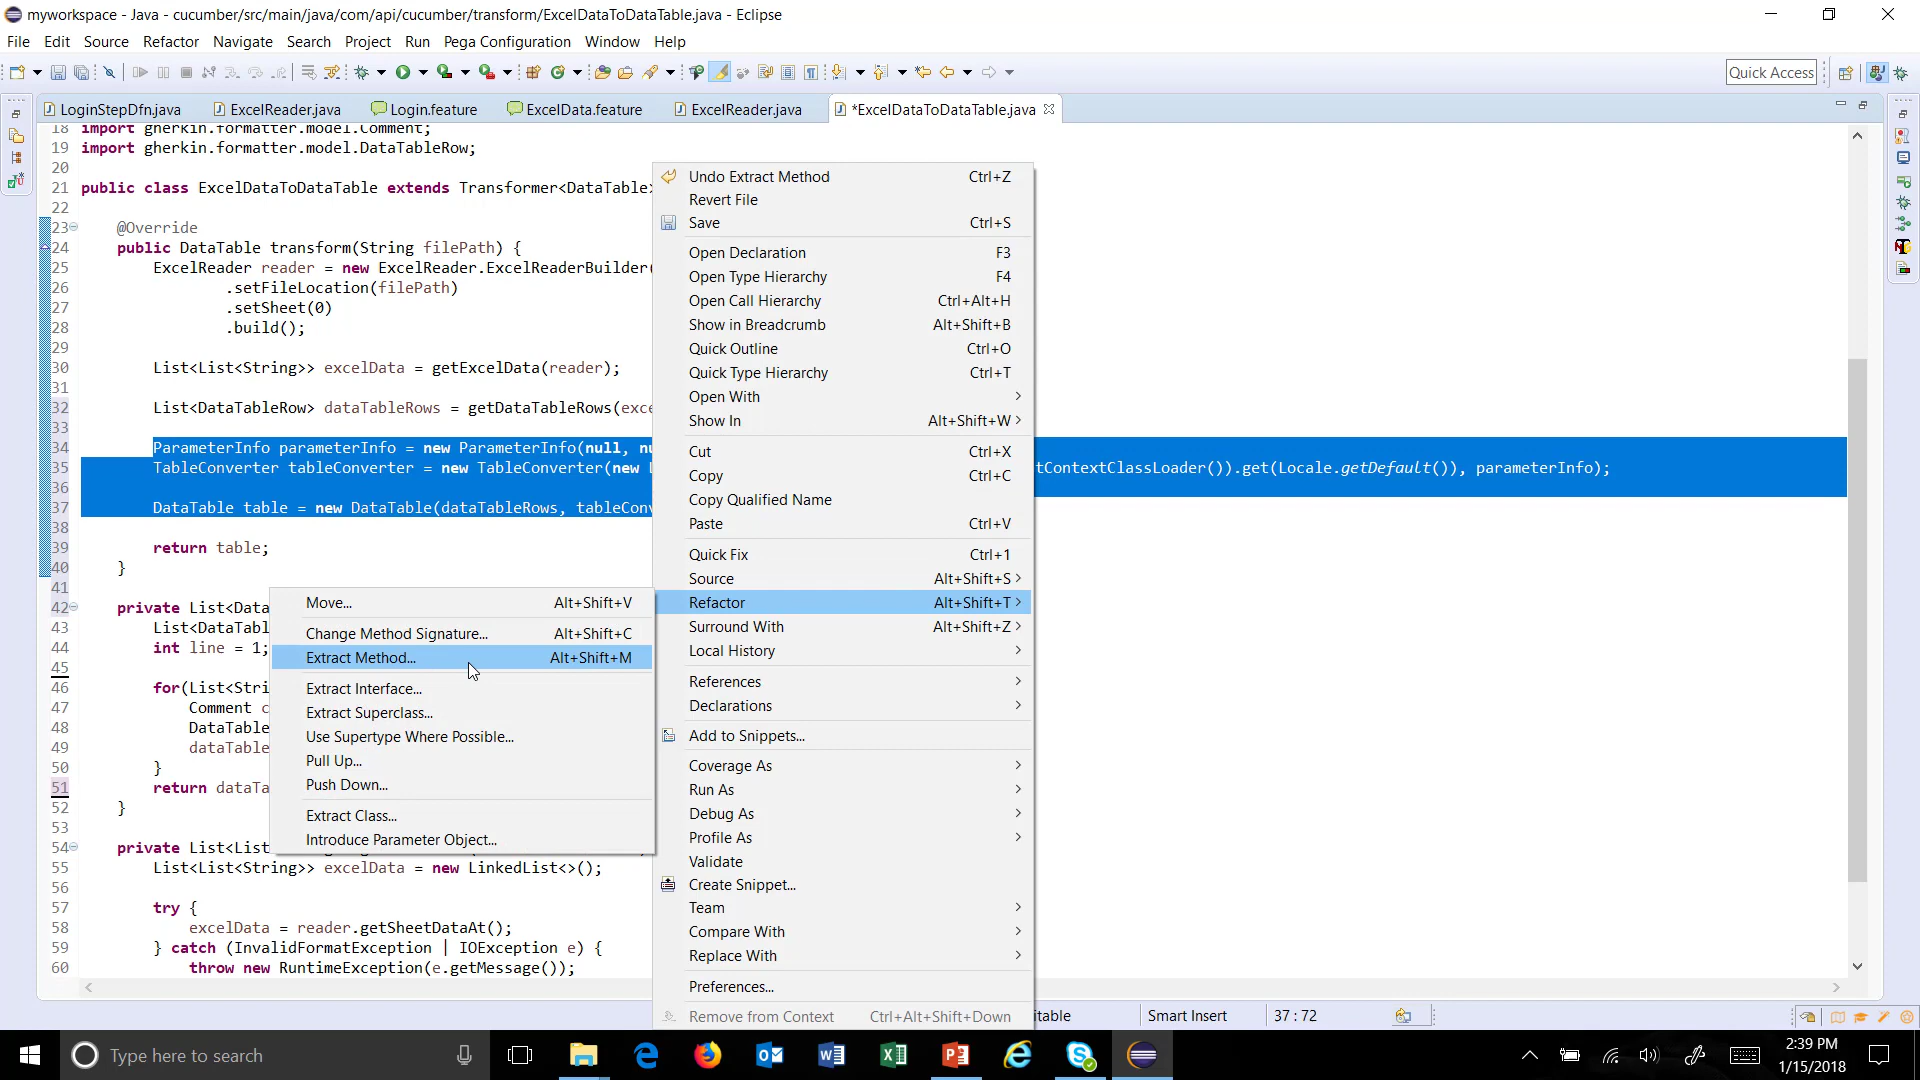 myworkspace - Java - cucumber/src/main/java/com/api/cucumber/transform/ExcelDataToDataTable.java - Eclipse
File Edit Source Refactor Navigate Search Project Run Pega Configuration Window Help
Quick Access
LoginStepDfn.java ExcelReader.java Login.feature ExcelData.feature ExcelReader.java *ExcelDataToDataTable.java
18 import gherkin.formatter.model.Comment;
19 import gherkin.formatter.model.DataTableRow;
20
21 public class ExcelDataToDataTable extends Transformer<DataTable>
22
23 @Override
24 public DataTable transform(String filePath) {
25 ExcelReader reader = new ExcelReader.ExcelReaderBuilder(
26 .setFileLocation(filePath)
27 .setSheet(0)
28 .build();
29
30 List<List<String>> excelData = getExcelData(reader);
31
32 List<DataTableRow> dataTableRows = getDataTableRows(exce
33
34 ParameterInfo parameterInfo = new ParameterInfo(null, nu
35 TableConverter tableConverter = new TableConverter(new tContextClassLoader()).get(Locale.getDefault()), parameterInfo);
36
37 DataTable table = new DataTable(dataTableRows, tableConv
38
39 return table;
40 }
41
42 private List<Data
43 List<DataTabl
44 int line = 1;
45
46 for(List<Stri
47 Comment c
48 DataTable
49 dataTable
50 }
51 return dataTa
52 }
53
54 private List<List
55 List<List<String>> excelData = new LinkedList<>();
56
57 try {
58 excelData = reader.getSheetDataAt();
59 } catch (InvalidFormatException | IOException e) {
60 throw new RuntimeException(e.getMessage());
Undo Extract Method Ctrl+Z
Revert File
Save Ctrl+S
Open Declaration F3
Open Type Hierarchy F4
Open Call Hierarchy Ctrl+Alt+H
Show in Breadcrumb Alt+Shift+B
Quick Outline Ctrl+O
Quick Type Hierarchy Ctrl+T
Open With
Show In Alt+Shift+W
Cut Ctrl+X
Copy Ctrl+C
Copy Qualified Name
Paste Ctrl+V
Quick Fix Ctrl+1
Source Alt+Shift+S
Refactor Alt+Shift+T
Surround With Alt+Shift+Z
Local History
References
Declarations
Add to Snippets...
Coverage As
Run As
Debug As
Profile As
Validate
Create Snippet...
Team
Compare With
Replace With
Preferences...
Remove from Context Ctrl+Alt+Shift+Down
Move... Alt+Shift+V
Change Method Signature... Alt+Shift+C
Extract Method... Alt+Shift+M
Extract Interface...
Extract Superclass...
Use Supertype Where Possible...
Pull Up...
Push Down...
Extract Class...
Introduce Parameter Object...
itable Smart Insert 37 : 72
Type here to search
2:39 PM
1/15/2018